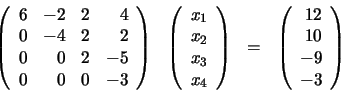 6 −2 2 4 x₁ 12
0 −4 2 2 x₂ = 10
0 0 2 −5 x₃ −9
0 0 0 −3 x₄ −3